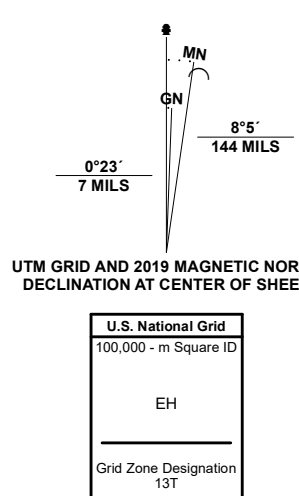 MN
GN
8°5´
144 MILS
0°23´
7 MILS
UTM GRID AND 2019 MAGNETIC NOR
DECLINATION AT CENTER OF SHEE
U.S. National Grid
100,000 - m Square ID
EH
Grid Zone Designation
13T